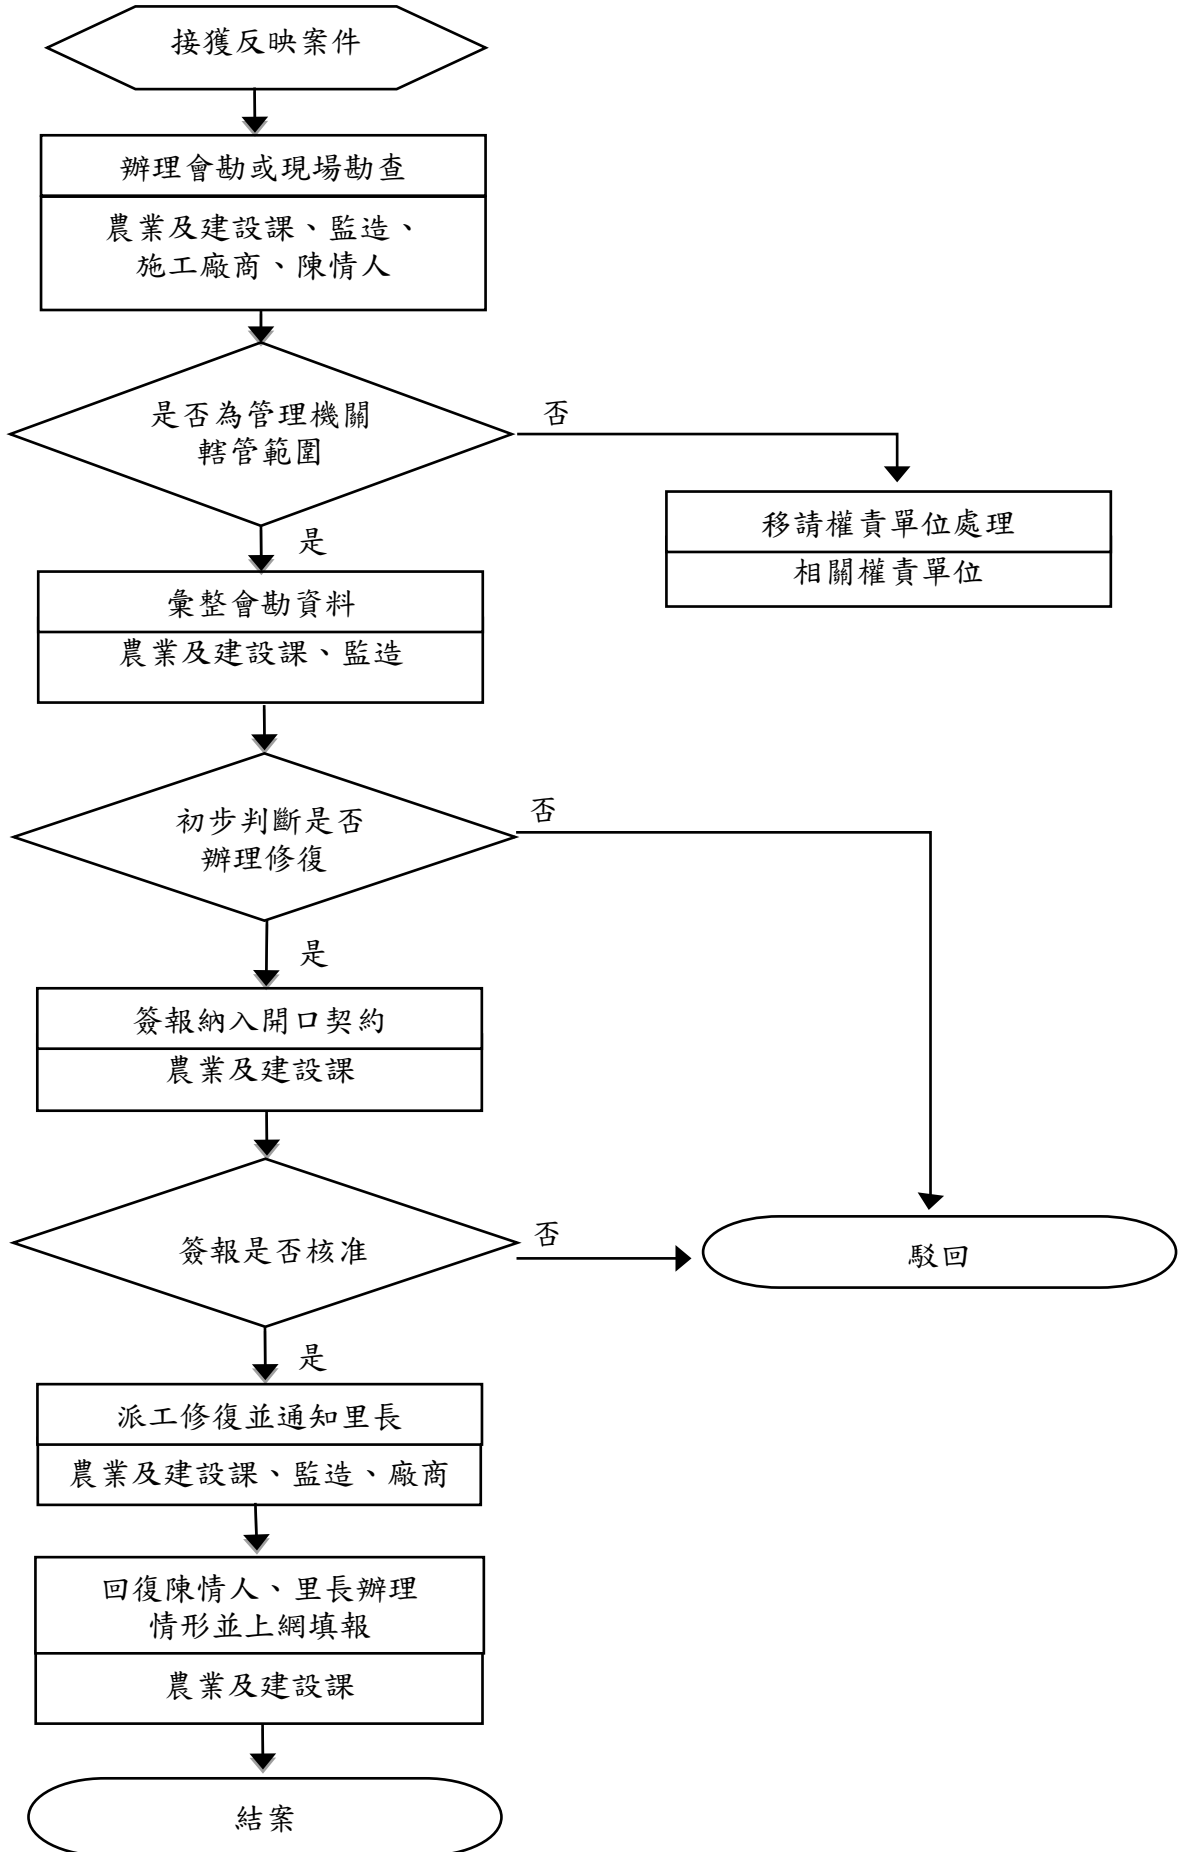 接獲反映案件
辦理會勘或現場勘查
農業及建設課、監造、
施工廠商、陳情人
是否為管理機關
轄管範圍
否
移請權責單位處理
相關權責單位
是
彙整會勘資料
農業及建設課、監造
初步判斷是否
辦理修復
否
是
簽報納入開口契約
農業及建設課
簽報是否核准
否
駁回
是
派工修復並通知里長
農業及建設課、監造、廠商
回復陳情人、里長辦理
情形並上網填報
農業及建設課
結案